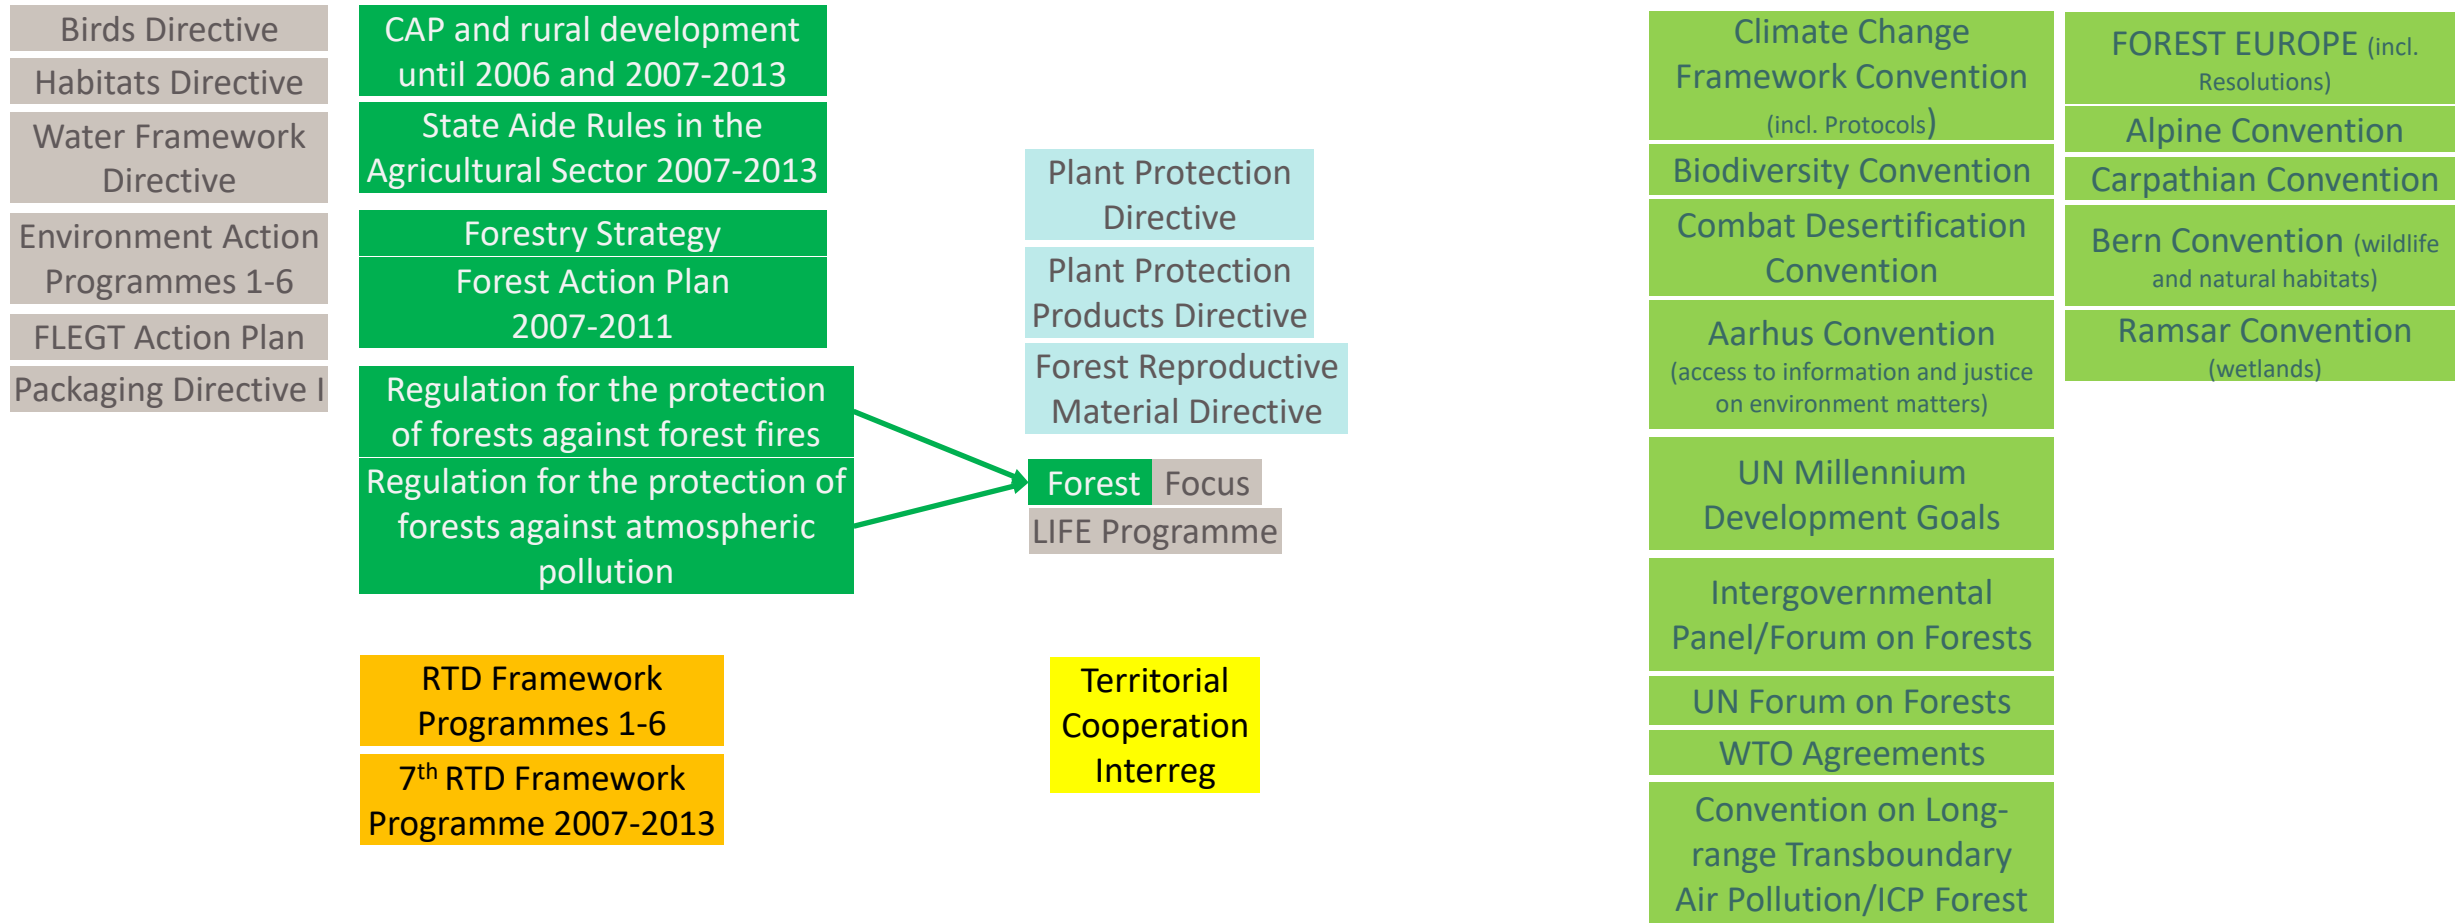 Birds Directive
Habitats Directive
Water Framework
Directive
Environment Action
Programmes 1-6
FLEGT Action Plan
Packaging Directive I
CAP and rural development
until 2006 and 2007-2013
State Aide Rules in the
Agricultural Sector 2007-2013
Forestry Strategy
Forest Action Plan
2007-2011
Regulation for the protection
of forests against forest fires
Regulation for the protection of
forests against atmospheric
pollution
RTD Framework
Programmes 1-6
7th RTD Framework
Programme 2007-2013
Plant Protection
Directive
Plant Protection
Products Directive
Forest Reproductive
Material Directive
Forest Focus
LIFE Programme
Territorial
Cooperation
Interreg
Climate Change
Framework Convention
(incl. Protocols)
Biodiversity Convention
Combat Desertification
Convention
Aarhus Convention
(access to information and justice
on environment matters)
UN Millennium
Development Goals
Intergovernmental
Panel/Forum on Forests
UN Forum on Forests
WTO Agreements
Convention on Long-
range Transboundary
Air Pollution/ICP Forest
FOREST EUROPE (incl.
Resolutions)
Alpine Convention
Carpathian Convention
Bern Convention (wildlife
and natural habitats)
Ramsar Convention
(wetlands)